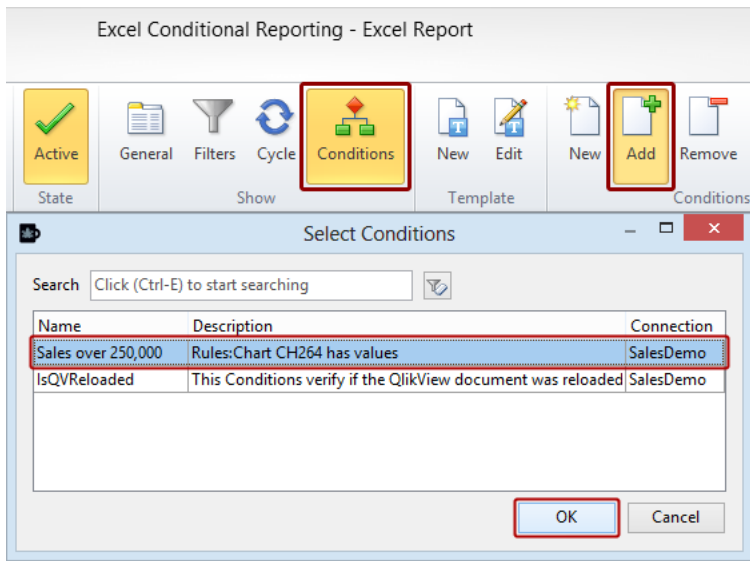 Excel Conditional Reporting - Excel Report
Active General Filters Cycle Conditions New Edit New Add Remove
State Show Template Conditions
Select Conditions
Search Click (Ctrl-E) to start searching
Name Description Connection
Sales over 250,000 Rules:Chart CH264 has values SalesDemo
IsQVReloaded This Conditions verify if the QlikView document was reloaded SalesDemo
OK Cancel